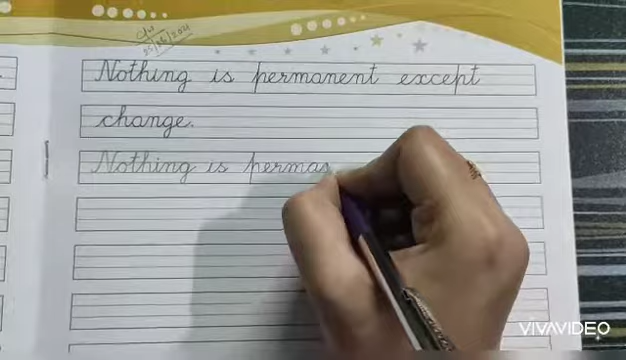 C/W
Nothing is permanent except
change.
Nothing is perma
VIVAVIDEO